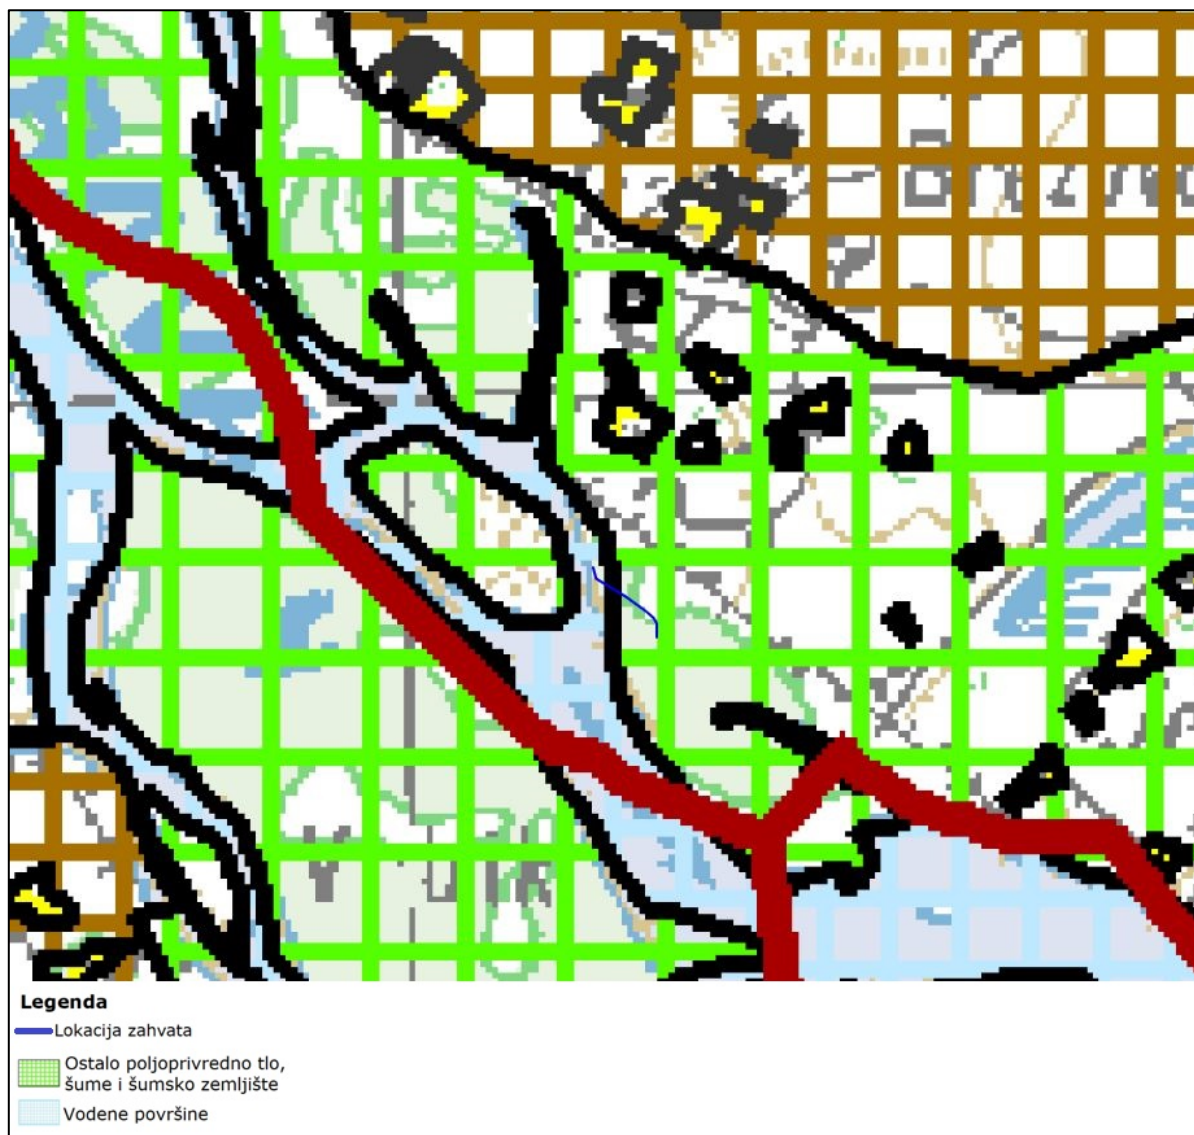 Legenda
Lokacija zahvata
Ostalo poljoprivredno tlo,
šume i šumsko zemljište
Vodene površine